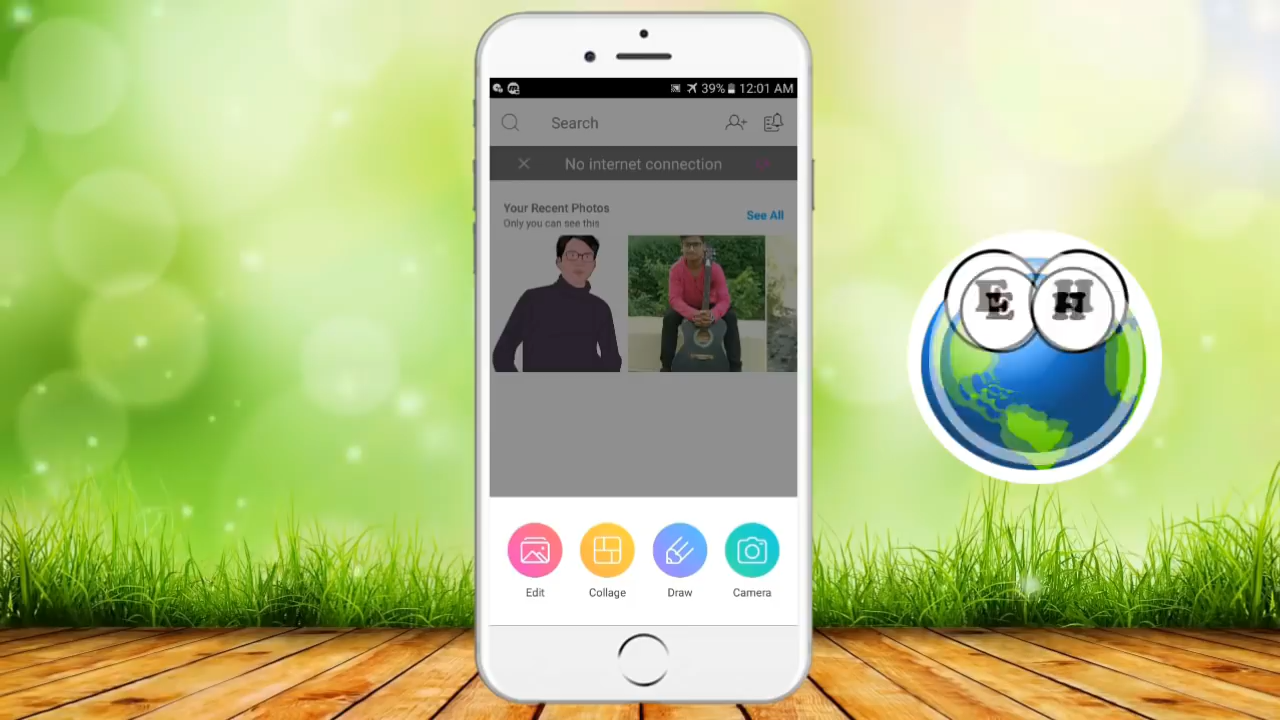 39% 12:01 AM
Search
No internet connection
Your Recent Photos
Only you can see this
See All
E H
Edit
Collage
Draw
Camera